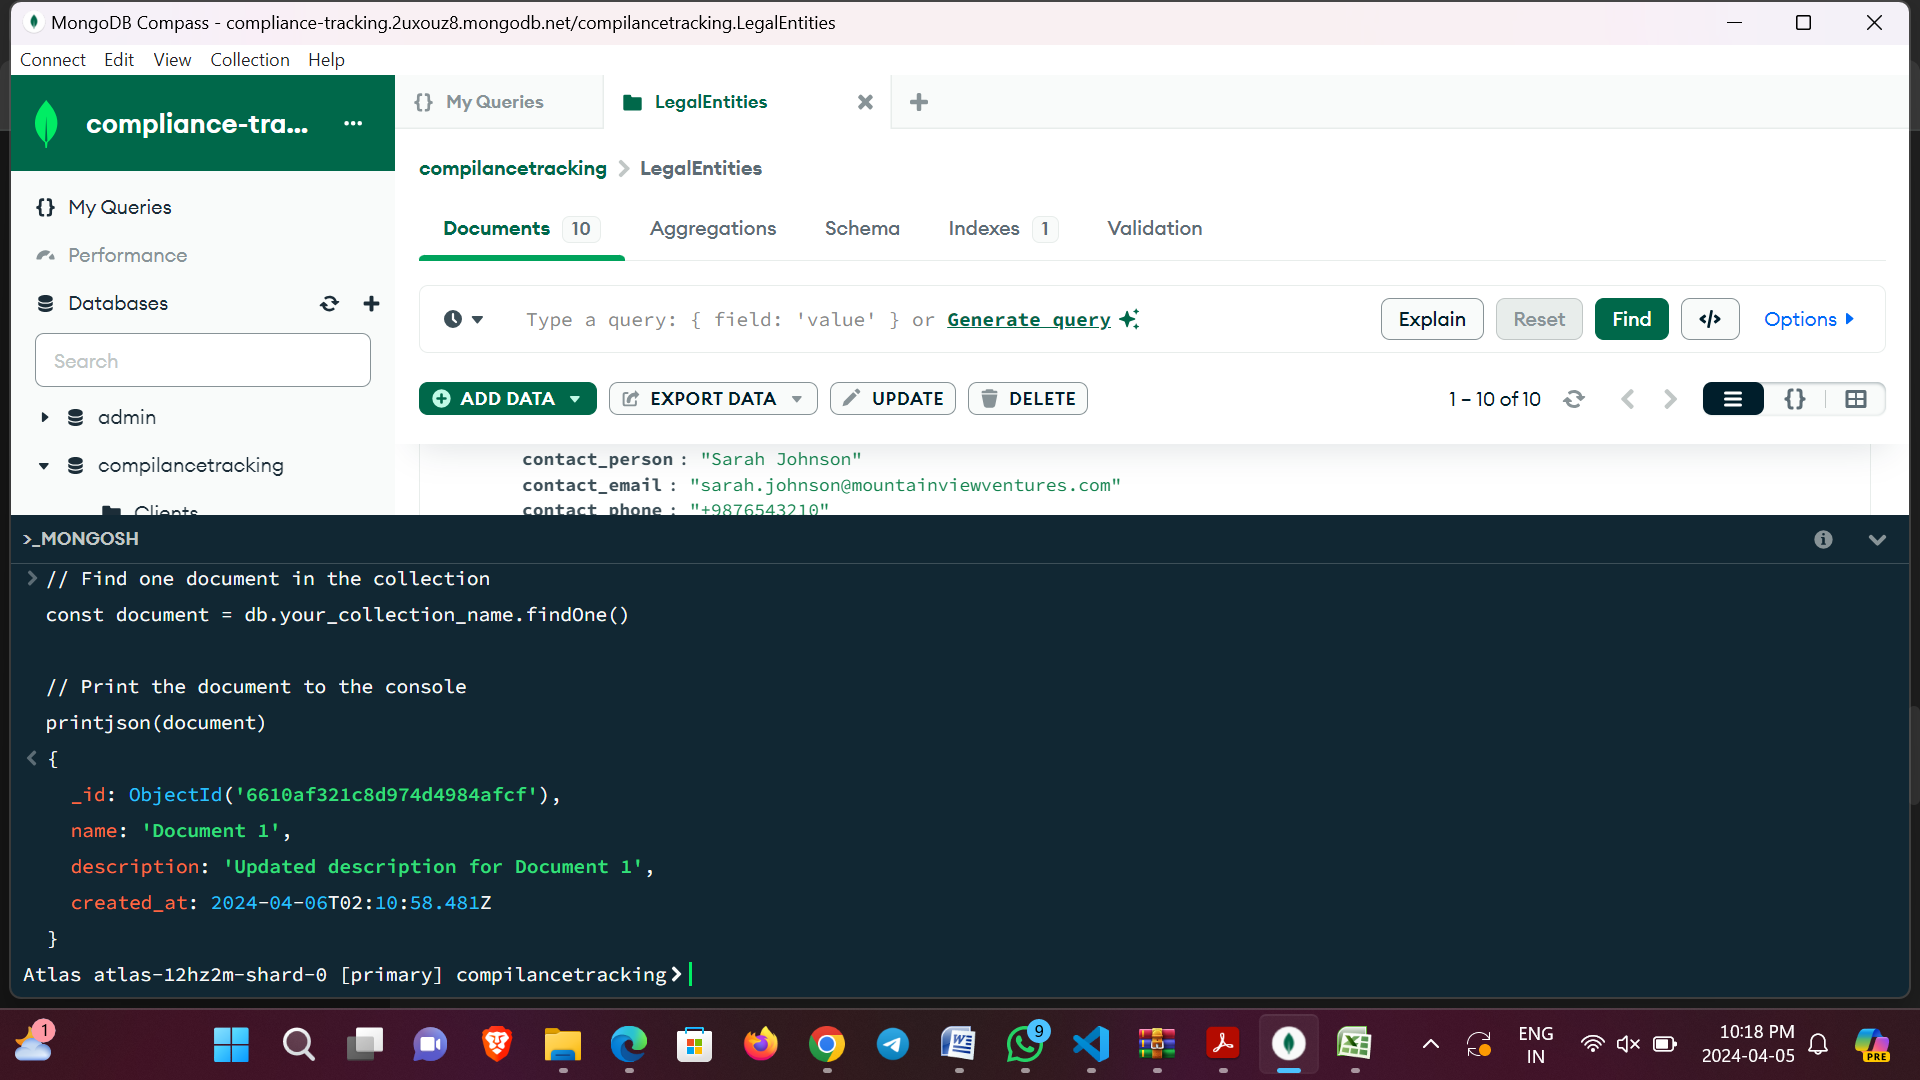 MongoDB Compass - compliance-tracking.2uxouz8.mongodb.net/compilancetracking.LegalEntities
Connect Edit View Collection Help
compliance-tra... ...
{} My Queries
LegalEntities
compilancetracking > LegalEntities
{} My Queries
Performance
Databases
Search
admin
compilancetracking
Clients
Documents 10 Aggregations Schema Indexes 1 Validation
Type a query: { field: 'value' } or Generate query
Explain Reset Find </> Options
ADD DATA EXPORT DATA UPDATE DELETE
1 – 10 of 10 {}
contact_person : "Sarah Johnson"
contact_email : "sarah.johnson@mountainviewventures.com"
contact_phone : "+9876543210"
>_MONGOSH
> // Find one document in the collection
const document = db.your_collection_name.findOne()
// Print the document to the console
printjson(document)
< {
_id: ObjectId('6610af321c8d974d4984afcf'),
name: 'Document 1',
description: 'Updated description for Document 1',
created_at: 2024-04-06T02:10:58.481Z
}
Atlas atlas-12hz2m-shard-0 [primary] compilancetracking>
1
9
ENG
IN
10:18 PM
2024-04-05
PRE